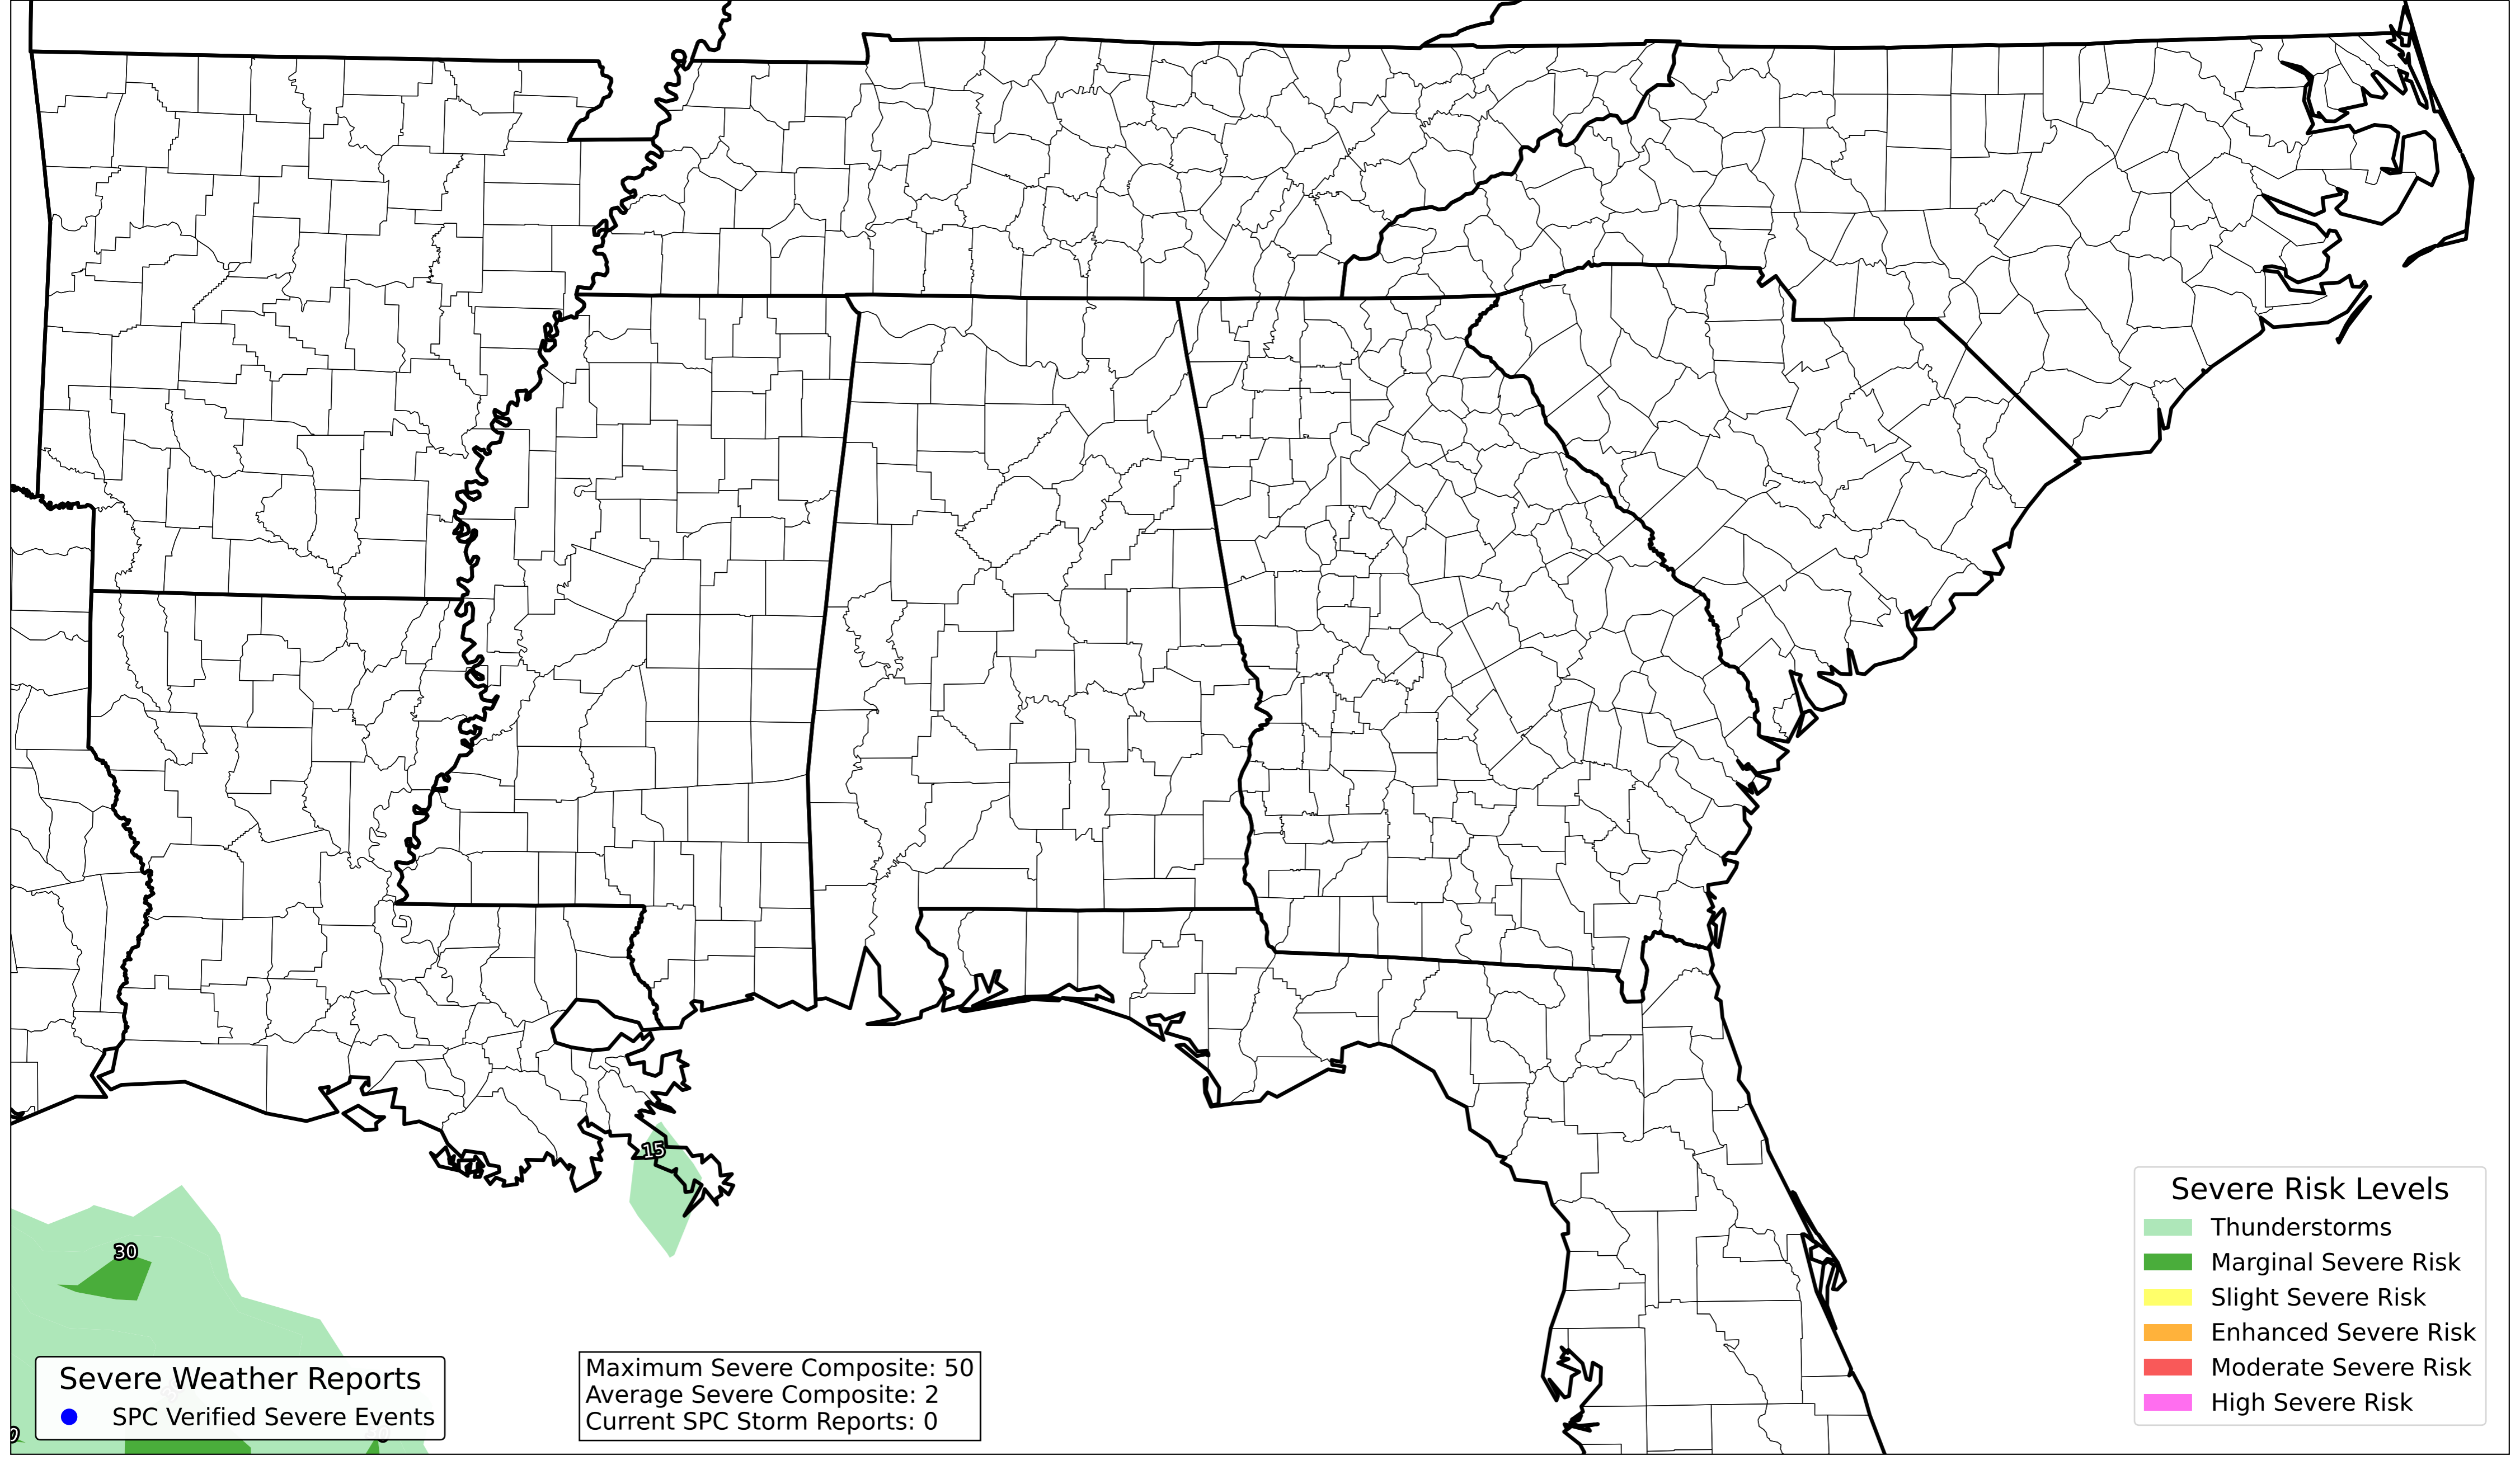 15
30
Severe Risk Levels
Thunderstorms
Marginal Severe Risk
Slight Severe Risk
Enhanced Severe Risk
Moderate Severe Risk
High Severe Risk
Severe Weather Reports
SPC Verified Severe Events
Maximum Severe Composite: 50
Average Severe Composite: 2
Current SPC Storm Reports: 0